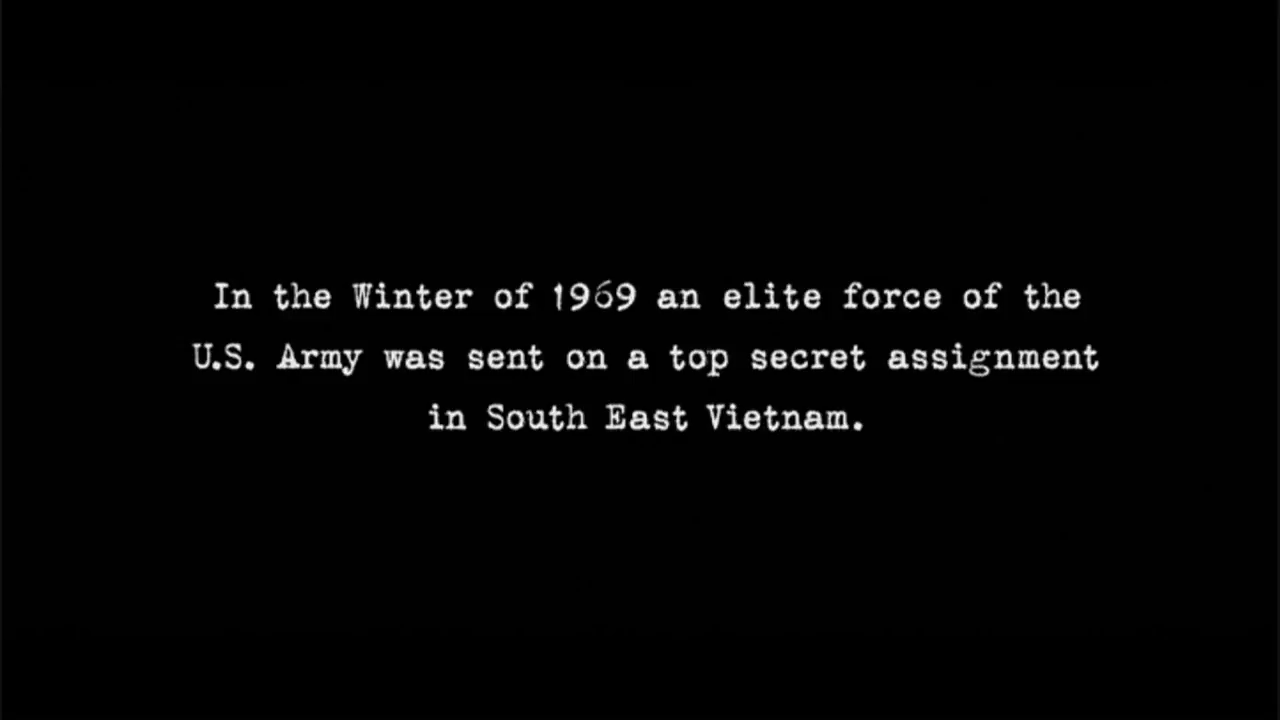 In the Winter of 1969 an elite force of the
U.S. Army was sent on a top secret assignment
in South East Vietnam.